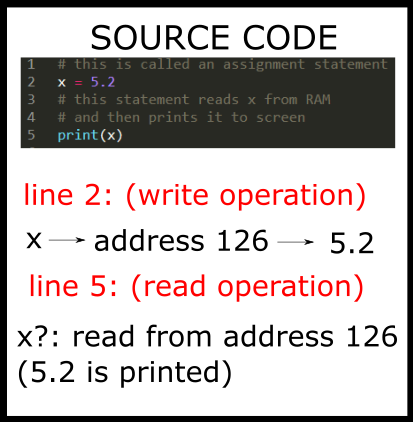 SOURCE CODE
1 # this is called an assignment statement
2 x = 5.2
3 # this statement reads x from RAM
4 # and then prints it to screen
5 print(x)
line 2: (write operation)
x → address 126 → 5.2
line 5: (read operation)
x?: read from address 126
(5.2 is printed)